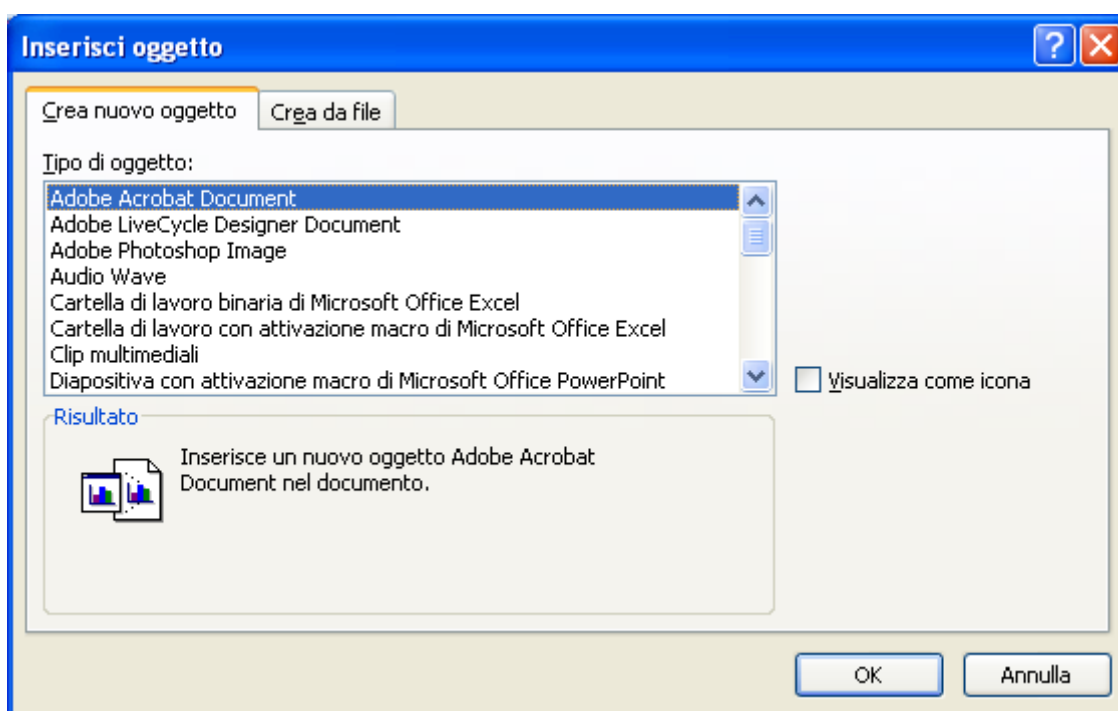 Inserisci oggetto
Crea nuovo oggetto
Crea da file
Tipo di oggetto:
Adobe Acrobat Document
Adobe LiveCycle Designer Document
Adobe Photoshop Image
Audio Wave
Cartella di lavoro binaria di Microsoft Office Excel
Cartella di lavoro con attivazione macro di Microsoft Office Excel
Clip multimediali
Diapositiva con attivazione macro di Microsoft Office PowerPoint
Visualizza come icona
Risultato
Inserisce un nuovo oggetto Adobe Acrobat
Document nel documento.
OK
Annulla